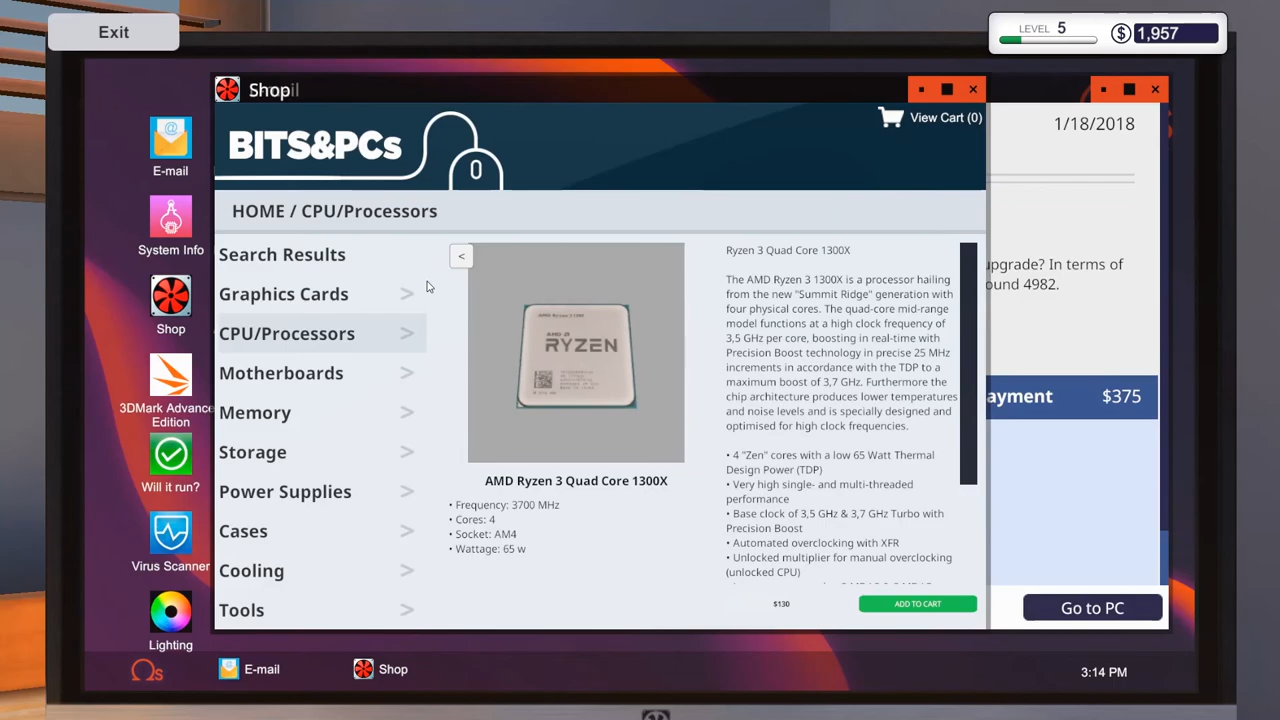 Exit
LEVEL 5
$ 1,957
Shop
BITS&PCs
View Cart (0)
1/18/2018
HOME / CPU/Processors
E-mail
System Info
Shop
3DMark Advance
Edition
Will it run?
Virus Scanner
Lighting
Search Results
Graphics Cards >
CPU/Processors >
Motherboards >
Memory >
Storage >
Power Supplies >
Cases >
Cooling >
Tools >
<
AMD Ryzen 3 1300
AMD
RYZEN
AMD Ryzen 3 Quad Core 1300X
• Frequency: 3700 MHz
• Cores: 4
• Socket: AM4
• Wattage: 65 w
Ryzen 3 Quad Core 1300X
The AMD Ryzen 3 1300X is a processor hailing
from the new "Summit Ridge" generation with
four physical cores. The quad-core mid-range
model functions at a high clock frequency of
3,5 GHz per core, boosting in real-time with
Precision Boost technology in precise 25 MHz
increments in accordance with the TDP to a
maximum boost of 3,7 GHz. Furthermore the
chip architecture produces lower temperatures
and noise levels and is specially designed and
optimised for high clock frequencies.
• 4 "Zen" cores with a low 65 Watt Thermal
Design Power (TDP)
• Very high single- and multi-threaded
performance
• Base clock of 3,5 GHz & 3,7 GHz Turbo with
Precision Boost
• Automated overclocking with XFR
• Unlocked multiplier for manual overclocking
(unlocked CPU)
$130
ADD TO CART
upgrade? In terms of
ound 4982.
ayment $375
Go to PC
E-mail
Shop
3:14 PM